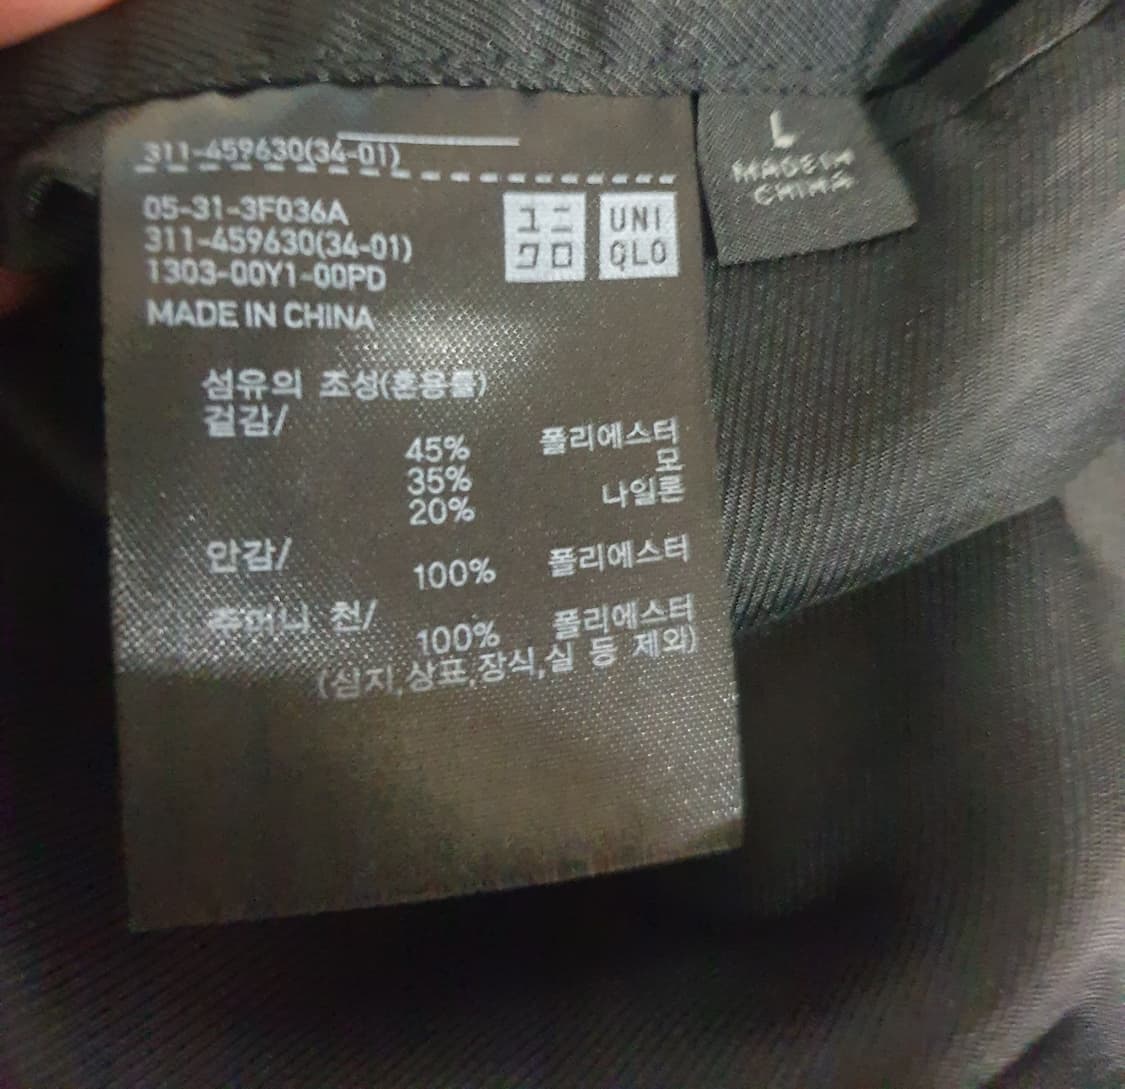 311-459630(34-01)
05-31-3F036A
311-459630(34-01)
1303-00Y1-00PD
MADE IN CHINA
ユニ
クロ
UNI
QLO
L
MADE IN
CHINA
섬유의 조성(혼용률)
겉감/
45% 폴리에스터
35% 모
20% 나일론
안감/
100% 폴리에스터
주머니 천/
100% 폴리에스터
(심지,상표,장식,실 등 제외)